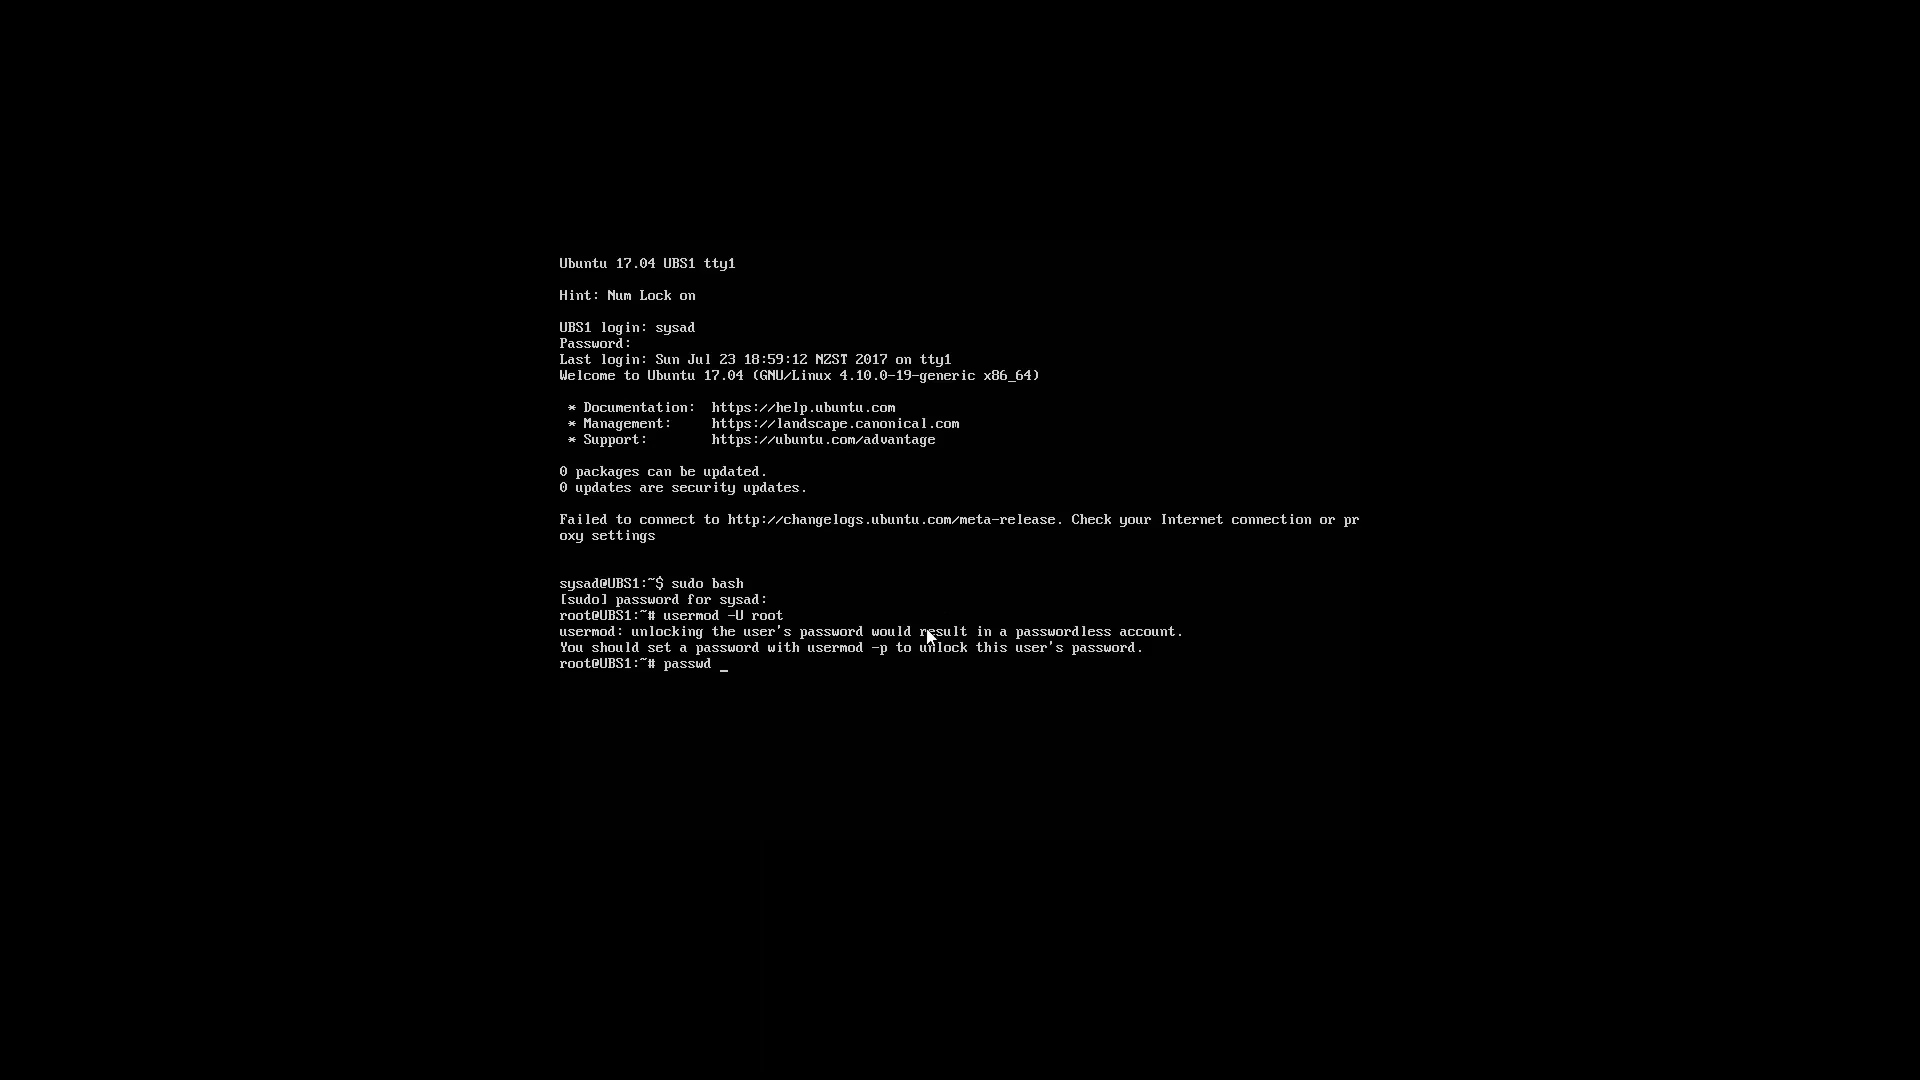 Ubuntu 17.04 UBS1 tty1
Hint: Num Lock on
UBS1 login: sysad
Password:
Last login: Sun Jul 23 18:59:12 NZST 2017 on tty1
Welcome to Ubuntu 17.04 (GNU/Linux 4.10.0-19-generic x86_64)
* Documentation:  https://help.ubuntu.com
* Management:     https://landscape.canonical.com
* Support:        https://ubuntu.com/advantage
0 packages can be updated.
0 updates are security updates.
Failed to connect to http://changelogs.ubuntu.com/meta-release. Check your Internet connection or pr
oxy settings
sysad@UBS1:~$ sudo bash
[sudo] password for sysad:
root@UBS1:~# usermod -U root
usermod: unlocking the user's password would result in a passwordless account.
You should set a password with usermod -p to unlock this user's password.
root@UBS1:~# passwd _